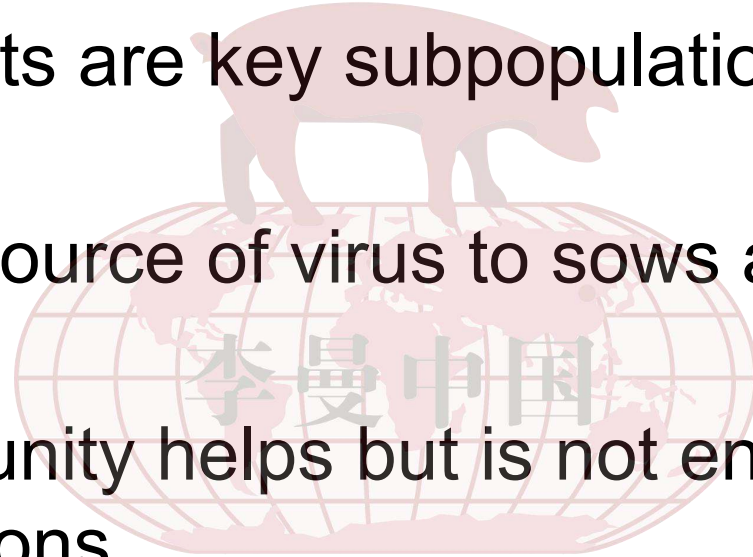 ts are key subpopulatio
ource of virus to sows a
李曼中国
unity helps but is not en
ons